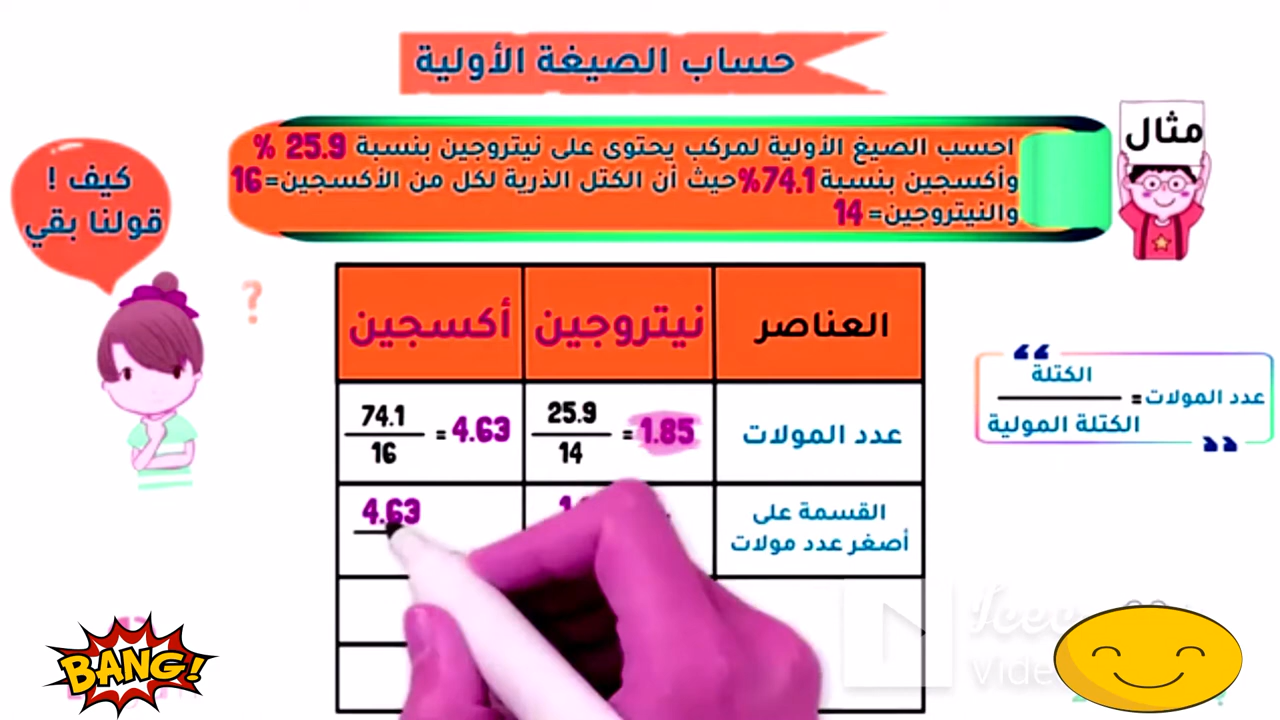 حساب الصيغة الأولية
مثال
احسب الصيغ الأولية لمركب يحتوى على نيتروجين بنسبة 25.9 %
وأكسجين بنسبة 74.1% حيث أن الكتل الذرية لكل من الأكسجين=16
والنيتروجين= 14
كيف !
قولنا بقي
?
العناصر نيتروجين أكسجين
عدد المولات 25.9/14 = 1.85 74.1/16 = 4.63
القسمة على
أصغر عدد مولات 4.63
عدد المولات = الكتلة / الكتلة المولية
BANG!